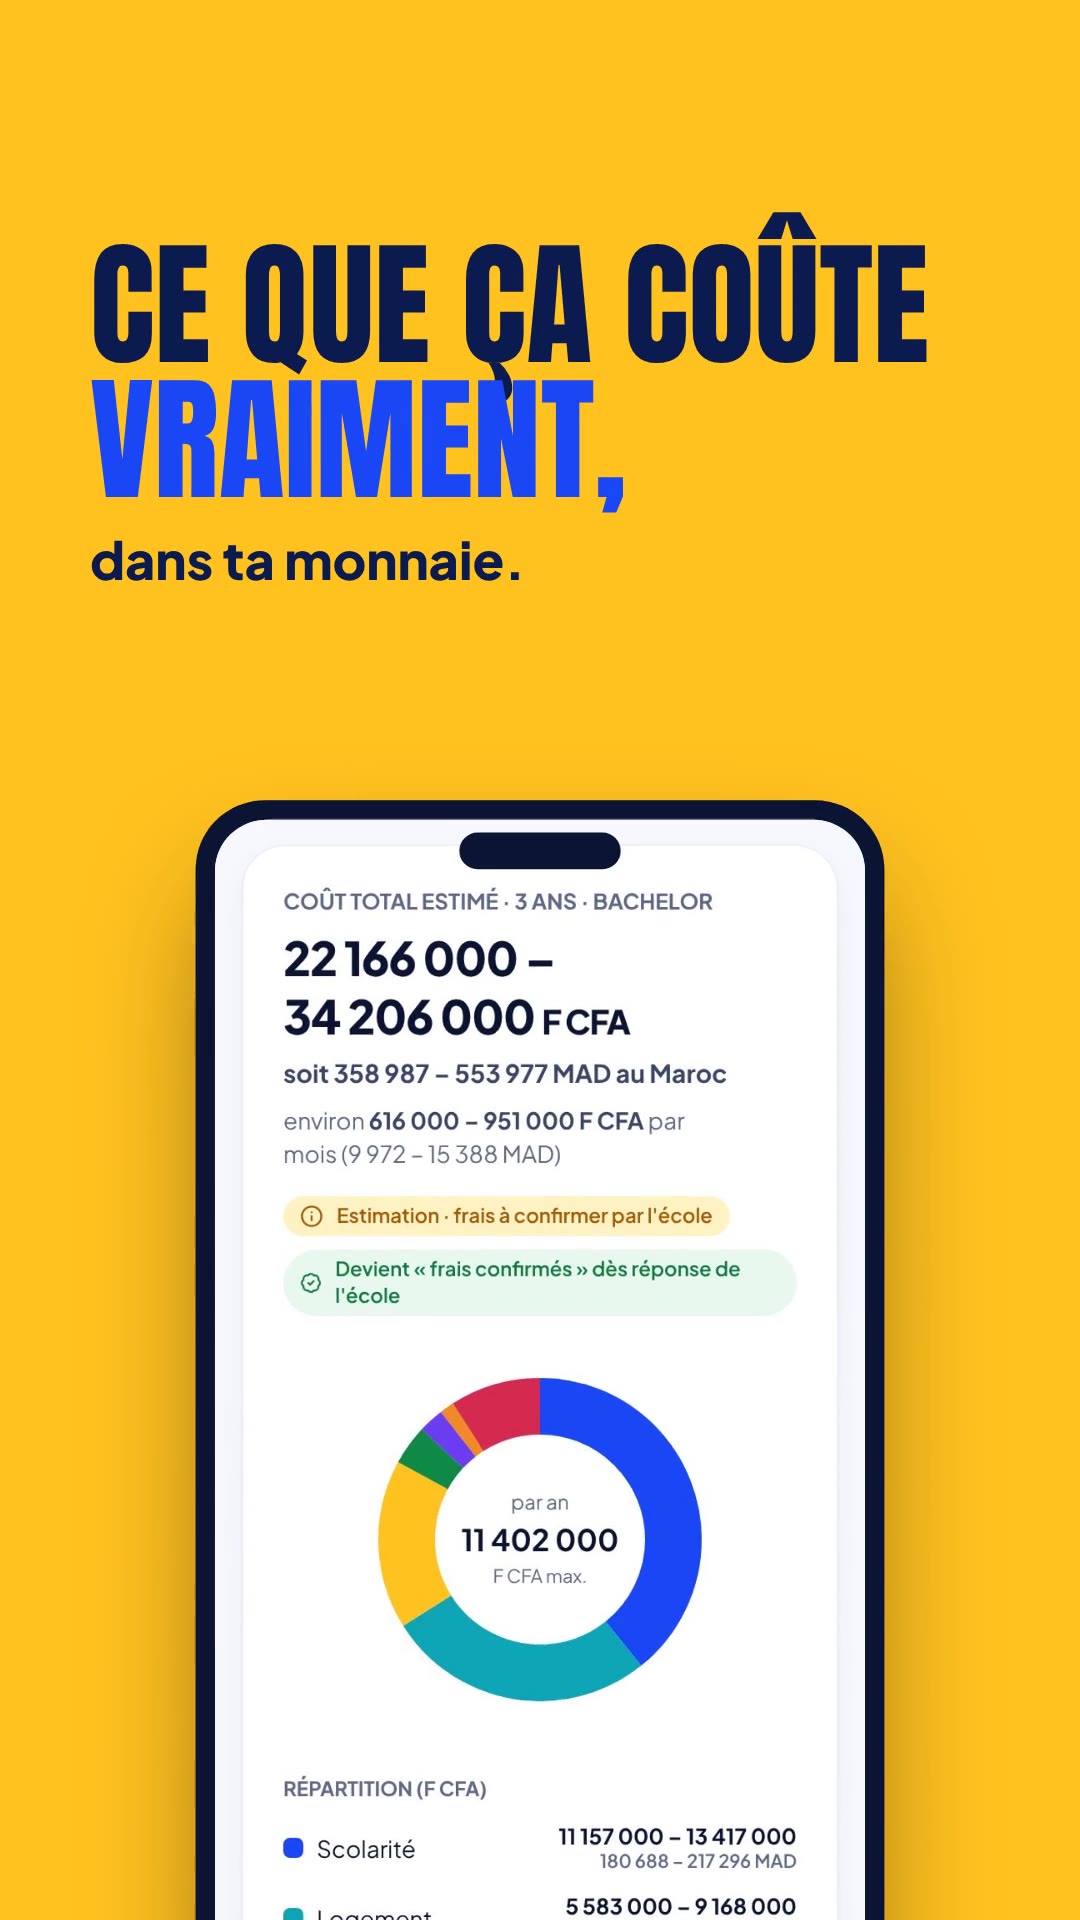 CE QUE ÇA COÛTE
VRAIMENT,
dans ta monnaie.
COÛT TOTAL ESTIMÉ · 3 ANS · BACHELOR
22 166 000 –
34 206 000 F CFA
soit 358 987 – 553 977 MAD au Maroc
environ 616 000 – 951 000 F CFA par
mois (9 972 – 15 388 MAD)
Estimation · frais à confirmer par l'école
Devient « frais confirmés » dès réponse de
l'école
par an
11 402 000
F CFA max.
RÉPARTITION (F CFA)
Scolarité
11 157 000 – 13 417 000
180 688 – 217 296 MAD
Logement
5 583 000 – 9 168 000